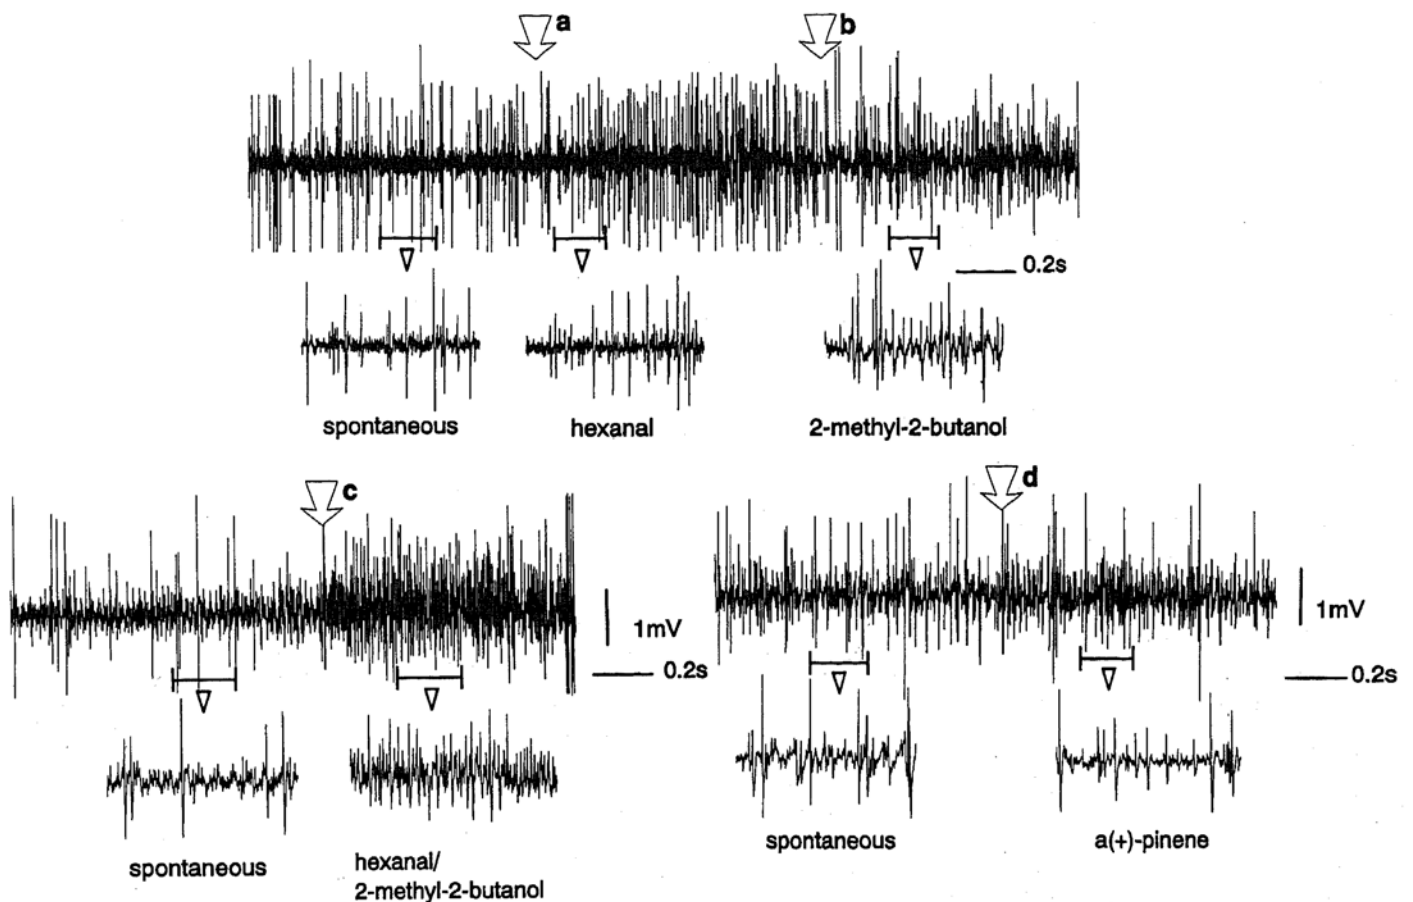 a
b
0.2s
spontaneous
hexanal
2-methyl-2-butanol
c
d
1mV
0.2s
1mV
0.2s
spontaneous
hexanal/
2-methyl-2-butanol
spontaneous
a(+)-pinene